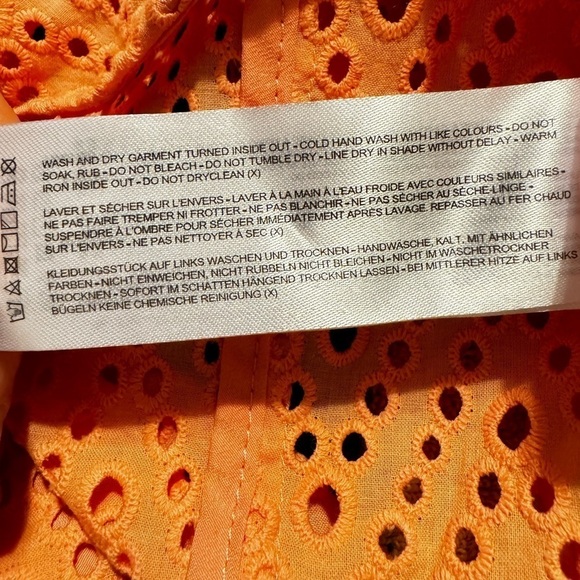 WASH AND DRY GARMENT TURNED INSIDE OUT - COLD HAND WASH WITH LIKE COLOURS - DO NOT
SOAK, RUB - DO NOT BLEACH - DO NOT TUMBLE DRY - LINE DRY IN SHADE WITHOUT DELAY - WARM
IRON INSIDE OUT - DO NOT DRYCLEAN (X)
LAVER ET SÉCHER SUR L'ENVERS - LAVER À LA MAIN À L'EAU FROIDE AVEC COULEURS SIMILAIRES -
NE PAS FAIRE TREMPER NI FROTTER - NE PAS BLANCHIR - NE PAS SÉCHER AU SÈCHE-LINGE -
SUSPENDRE À L'OMBRE POUR SÉCHER IMMÉDIATEMENT APRÈS LAVAGE. REPASSER AU FER CHAUD
SUR L'ENVERS - NE PAS NETTOYER À SEC (X)
KLEIDUNGSSTÜCK AUF LINKS WASCHEN UND TROCKNEN - HANDWÄSCHE, KALT. MIT ÄHNLICHEN
FARBEN - NICHT EINWEICHEN, NICHT RUBBELN NICHT BLEICHEN - NICHT IM WÄSCHETROCKNER
TROCKNEN - SOFORT IM SCHATTEN HÄNGEND TROCKNEN LASSEN - BEI MITTLERER HITZE AUF LINKS
BÜGELN KEINE CHEMISCHE REINIGUNG (X)